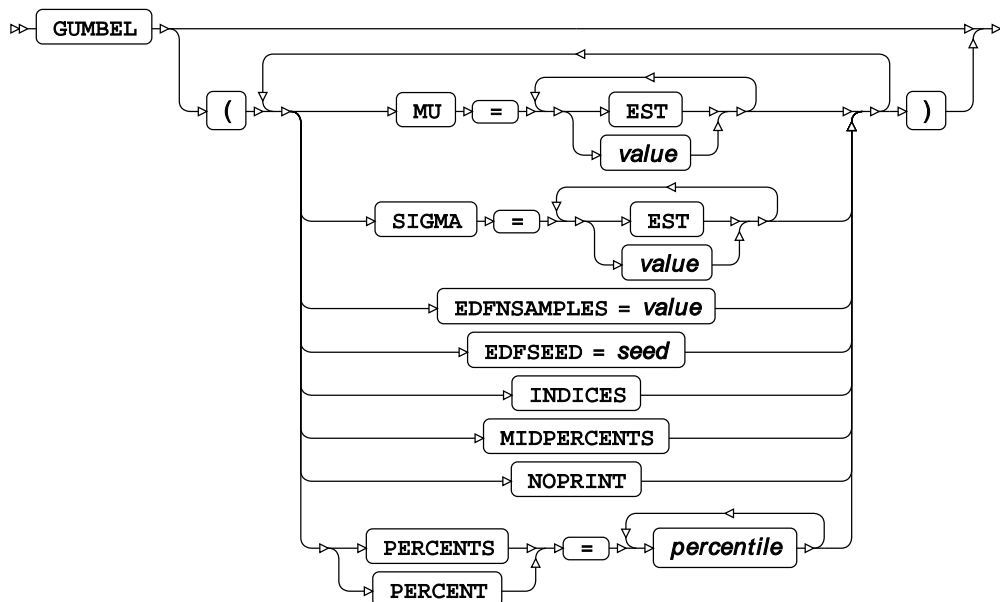 GUMBEL
(
MU = EST
value
)
SIGMA = EST
value
EDFNSAMPLES = value
EDFSEED = seed
INDICES
MIDPERCENTS
NOPRINT
PERCENTS = percentile
PERCENT